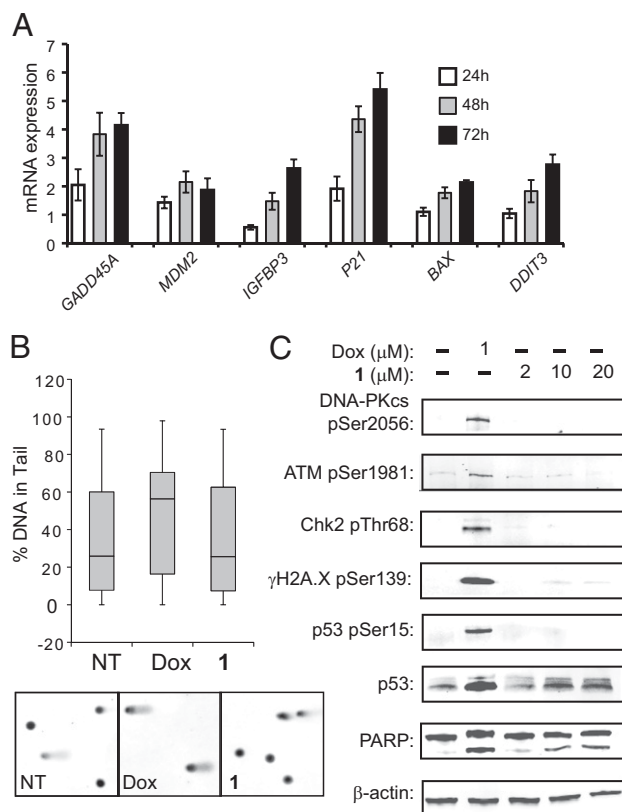 A
mRNA expression
7
6
5
4
3
2
1
0
24h
48h
72h
GADD45A
MDM2
IGFBP3
P21
BAX
DDIT3
B
% DNA in Tail
120
100
80
60
40
20
0
-20
NT Dox 1
NT
Dox
1
C
Dox (μM): – 1 – – –
1 (μM): – – 2 10 20
DNA-PKcs
pSer2056:
ATM pSer1981:
Chk2 pThr68:
γH2A.X pSer139:
p53 pSer15:
p53:
PARP:
β-actin: